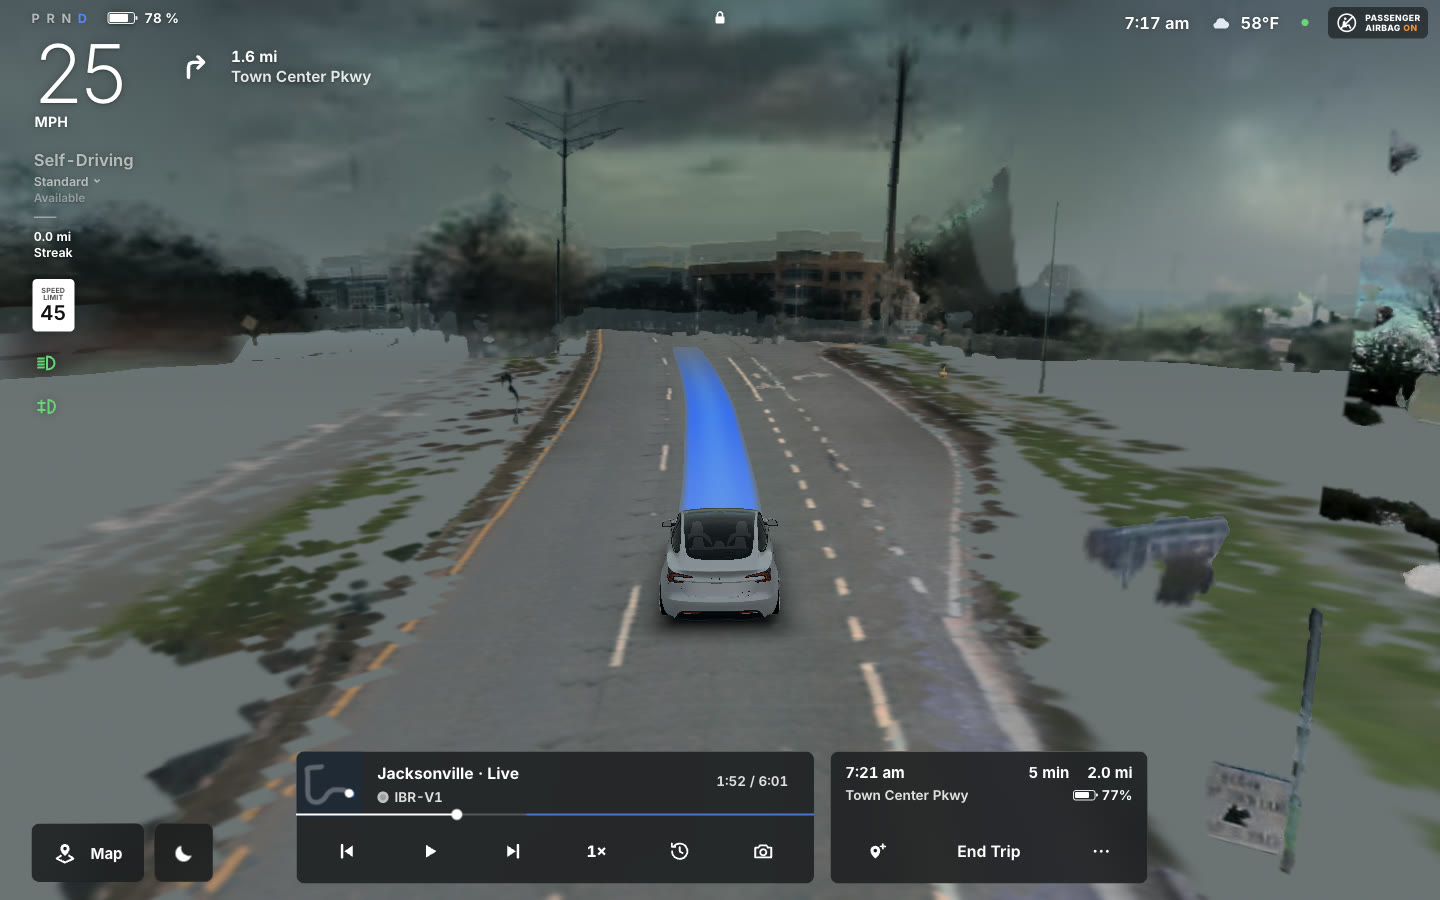 P R N D
78 %
7:17 am
58°F
PASSENGER
AIRBAG ON
25
MPH
1.6 mi
Town Center Pkwy
Self-Driving
Standard
Available
0.0 mi
Streak
SPEED
LIMIT
45
Jacksonville · Live
IBR-V1
1:52 / 6:01
1×
7:21 am
5 min
2.0 mi
Town Center Pkwy
77%
End Trip
Map